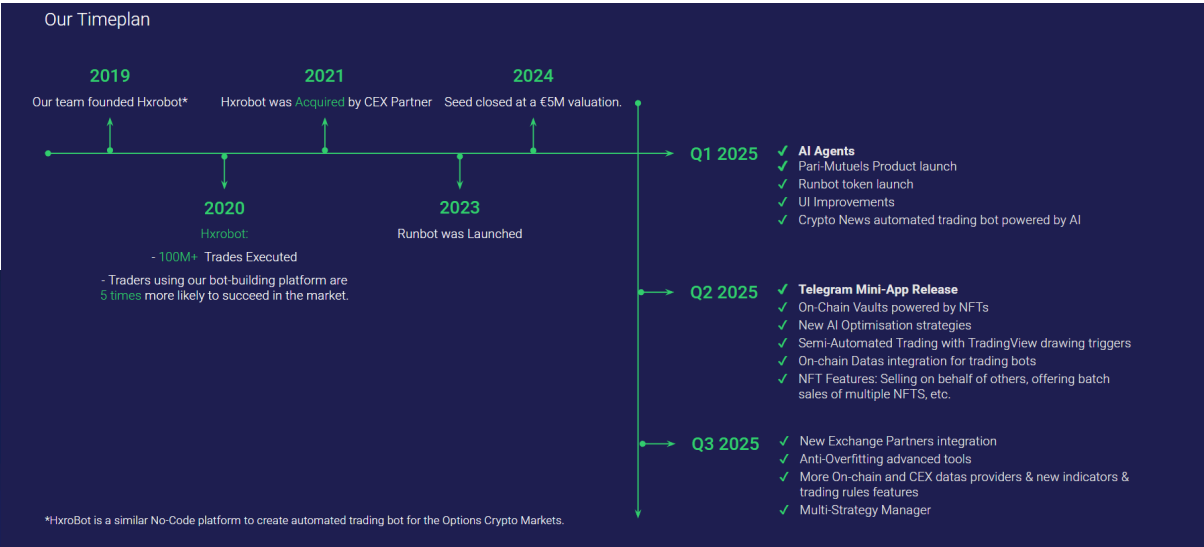 Our Timeplan
2019
Our team founded Hxrobot*
2021
Hxrobot was Acquired by CEX Partner
2024
Seed closed at a €5M valuation.
2020
Hxrobot:
- 100M+ Trades Executed
- Traders using our bot-building platform are
5 times more likely to succeed in the market.
2023
Runbot was Launched
Q1 2025
✓ AI Agents
✓ Pari-Mutuels Product launch
✓ Runbot token launch
✓ UI Improvements
✓ Crypto News automated trading bot powered by AI
Q2 2025
✓ Telegram Mini-App Release
✓ On-Chain Vaults powered by NFTs
✓ New AI Optimisation strategies
✓ Semi-Automated Trading with TradingView drawing triggers
✓ On-chain Datas integration for trading bots
✓ NFT Features: Selling on behalf of others, offering batch
sales of multiple NFTS, etc.
Q3 2025
✓ New Exchange Partners integration
✓ Anti-Overfitting advanced tools
✓ More On-chain and CEX datas providers & new indicators &
trading rules features
✓ Multi-Strategy Manager
*HxroBot is a similar No-Code platform to create automated trading bot for the Options Crypto Markets.